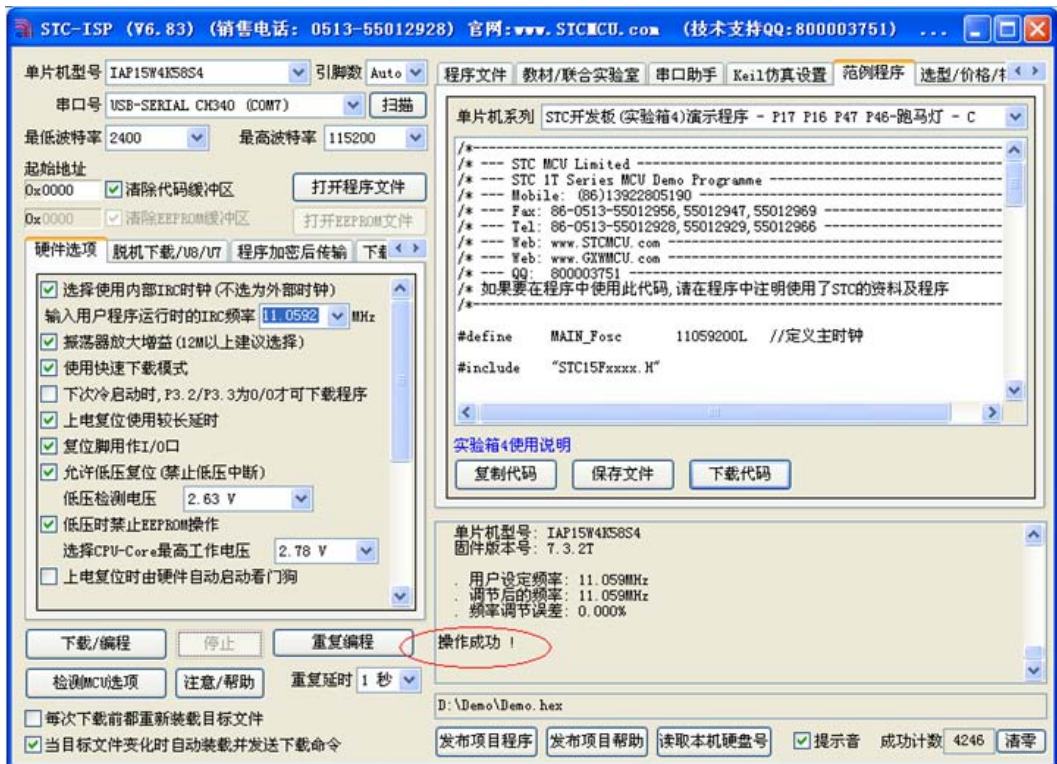 STC-ISP (V6.83) (销售电话: 0513-55012928) 官网:www.STCMCU.com (技术支持QQ:800003751) ...
单片机型号 IAP15W4K58S4 引脚数 Auto
串口号 USB-SERIAL CH340 (COM7) 扫描
最低波特率 2400 最高波特率 115200
起始地址
0x0000 清除代码缓冲区 打开程序文件
0x0000 清除EEPROM缓冲区 打开EEPROM文件
硬件选项 脱机下载/U8/U7 程序加密后传输
选择使用内部IRC时钟(不选为外部时钟)
输入用户程序运行时的IRC频率 11.0592 MHz
振荡器放大增益(12M以上建议选择)
使用快速下载模式
下次冷启动时,P3.2/P3.3为0/0才可下载程序
上电复位使用较长延时
复位脚用作I/O口
允许低压复位(禁止低压中断)
低压检测电压 2.63 V
低压时禁止EEPROM操作
选择CPU-Core最高工作电压 2.78 V
上电复位时由硬件自动启动看门狗
下载/编程 停止 重复编程
检测MCU选项 注意/帮助 重复延时 1 秒
每次下载前都重新装载目标文件
当目标文件变化时自动装载并发送下载命令
程序文件 教材/联合实验室 串口助手 Keil仿真设置 范例程序 选型/价格/
单片机系列 STC开发板(实验箱4)演示程序 - P17 P16 P47 P46-跑马灯 - C
/*---------------------------------------------------------------------
/* --- STC MCU Limited ------------------------------------------------
/* --- STC 1T Series MCU Demo Programme -------------------------------
/* --- Mobile: (86)13922805190 ----------------------------------------
/* --- Fax: 86-0513-55012956,55012947,55012969 ------------------------
/* --- Tel: 86-0513-55012928,55012929,55012966 ------------------------
/* --- Web: www.STCMCU.com --------------------------------------------
/* --- Web: www.GXWMCU.com --------------------------------------------
/* --- QQ: 800003751 --------------------------------------------------
/* 如果要在程序中使用此代码,请在程序中注明使用了STC的资料及程序
/*---------------------------------------------------------------------
#define MAIN_Fosc 11059200L //定义主时钟
#include "STC15Fxxxx.H"
实验箱4使用说明
复制代码 保存文件 下载代码
单片机型号: IAP15W4K58S4
固件版本号: 7.3.2T
. 用户设定频率: 11.059MHz
. 调节后的频率: 11.059MHz
. 频率调节误差: 0.000%
操作成功 !
D:\Demo\Demo.hex
发布项目程序 发布项目帮助 读取本机硬盘号 提示音 成功计数 4246 清零